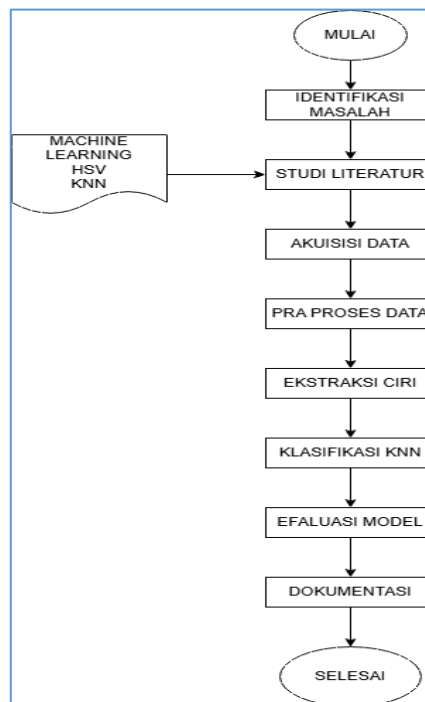 MULAI
IDENTIFIKASI
MASALAH
MACHINE
LEARNING
HSV
KNN
STUDI LITERATUR
AKUISISI DATA
PRA PROSES DATA
EKSTRAKSI CIRI
KLASIFIKASI KNN
EFALUASI MODEL
DOKUMENTASI
SELESAI